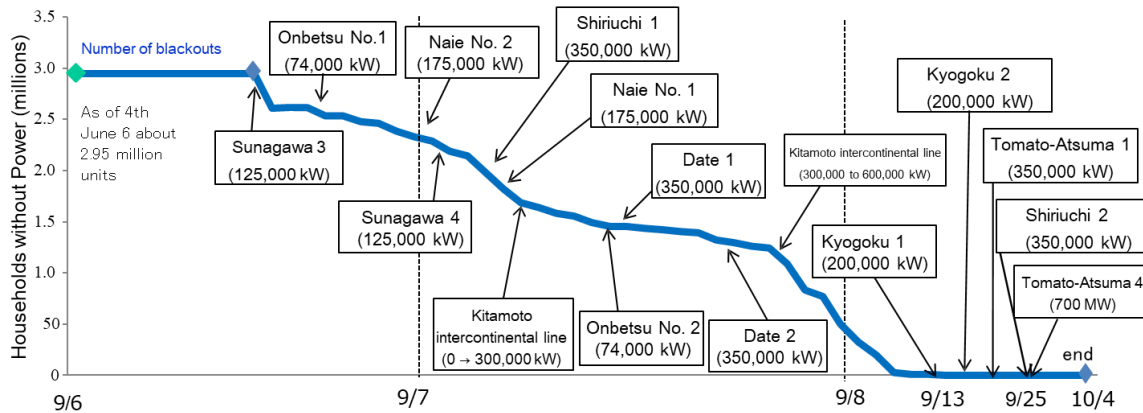 3.5
3.0
2.5
2.0
1.5
1.0
50
0
Households without Power (millions)
Number of blackouts
As of 4th
June 6 about
2.95 million
units
Sunagawa 3
(125,000 kW)
Onbetsu No.1
(74,000 kW)
Naie No. 2
(175,000 kW)
Sunagawa 4
(125,000 kW)
Shiriuchi 1
(350,000 kW)
Naie No. 1
(175,000 kW)
Kitamoto
intercontinental line
(0 → 300,000 kW)
Date 1
(350,000 kW)
Onbetsu No. 2
(74,000 kW)
Date 2
(350,000 kW)
Kitamoto intercontinental line
(300,000 to 600,000 kW)
Kyogoku 1
(200,000 kW)
Kyogoku 2
(200,000 kW)
Tomato-Atsuma 1
(350,000 kW)
Shiriuchi 2
(350,000 kW)
Tomato-Atsuma 4
(700 MW)
end
9/6
9/7
9/8
9/13
9/25
10/4